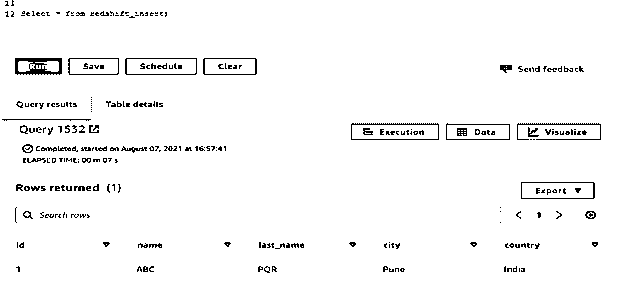 11
12 Select * from redshift_insert;
Run Save Schedule Clear Send feedback
Query results Table details
Query 1532
Execution Data Visualize
Completed, started on August 07, 2021 at 16:57:41
ELAPSED TIME: 00 m 07 s
Rows returned (1)
Export
Search rows
< 1 >
id name last_name city country
1 ABC PQR Pune India